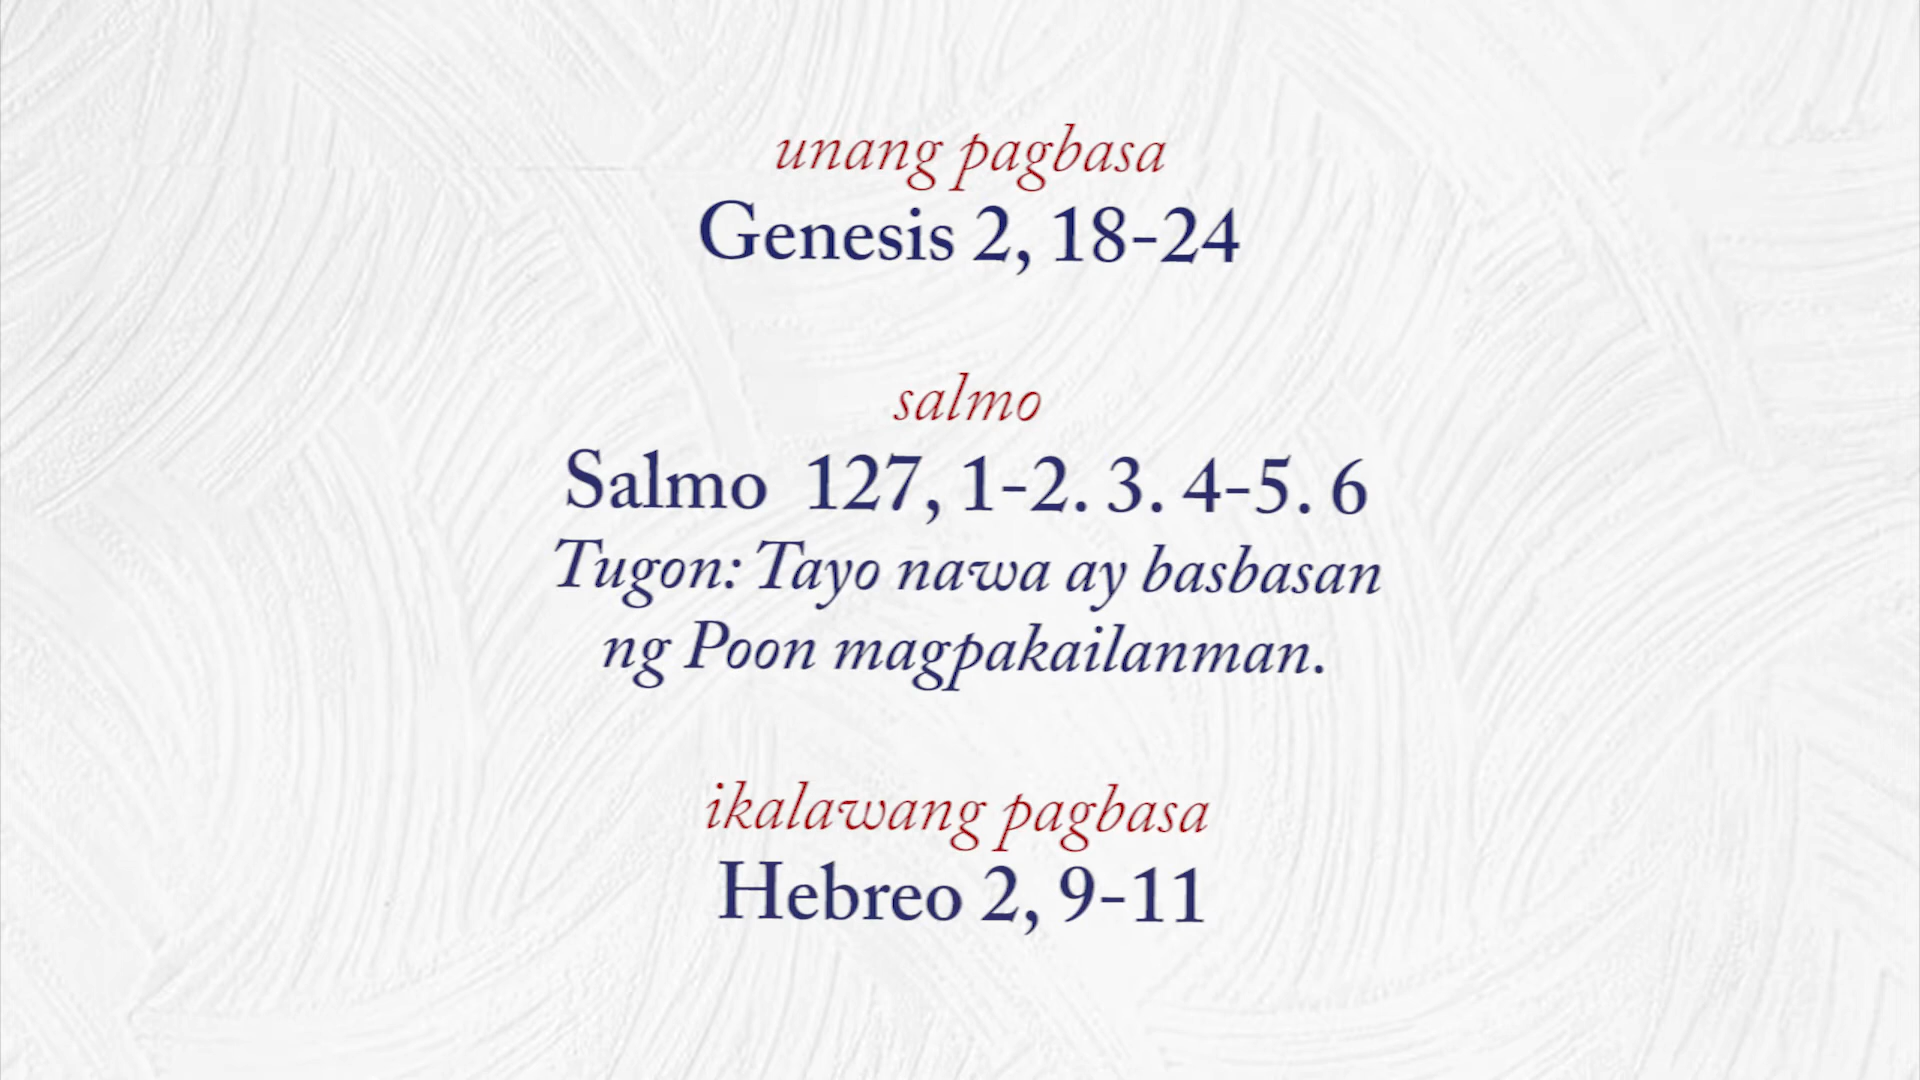 unang pagbasa
Genesis 2, 18-24
salmo
Salmo 127, 1-2. 3. 4-5. 6
Tugon: Tayo nawa ay basbasan
ng Poon magpakailanman.
ikalawang pagbasa
Hebreo 2, 9-11